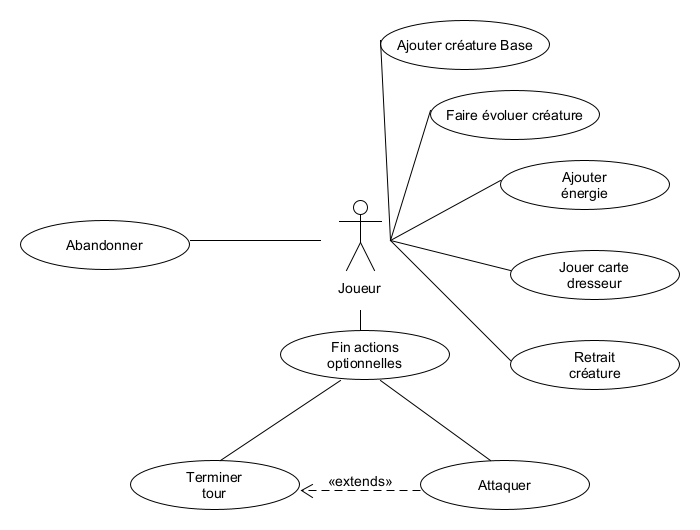 Ajouter créature Base
Faire évoluer créature
Ajouter
énergie
Abandonner
Jouer carte
dresseur
Joueur
Fin actions
optionnelles
Retrait
créature
Terminer
tour
«extends»
Attaquer